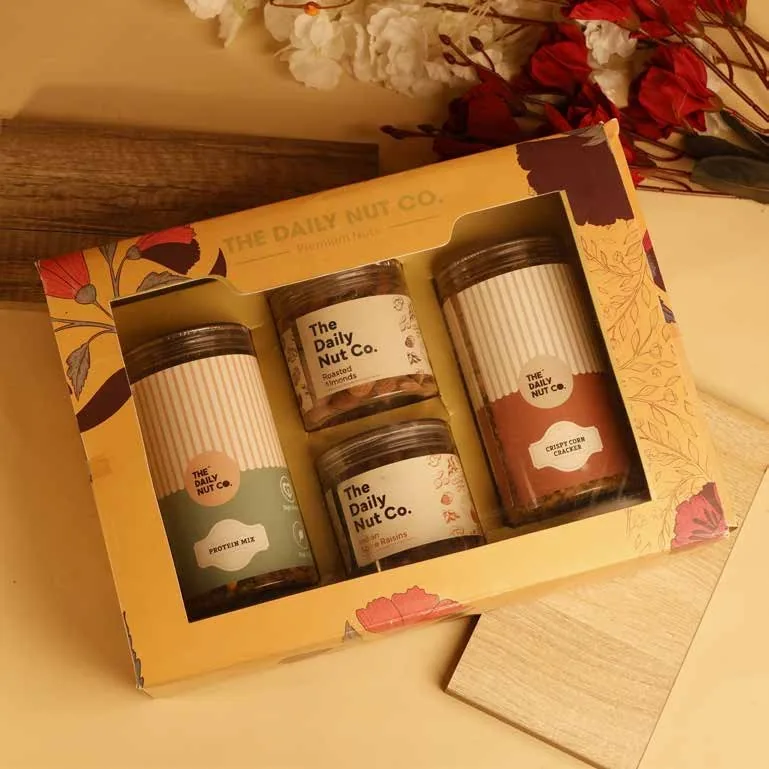 THE DAILY NUT CO.
Premium Nuts
The
Daily
Nut Co.
Roasted
Almonds
THE
DAILY
NUT CO.
CRISPY CORN
CRACKER
THE
DAILY
NUT CO.
PROTEIN MIX
The
Daily
Nut Co.
Raisins